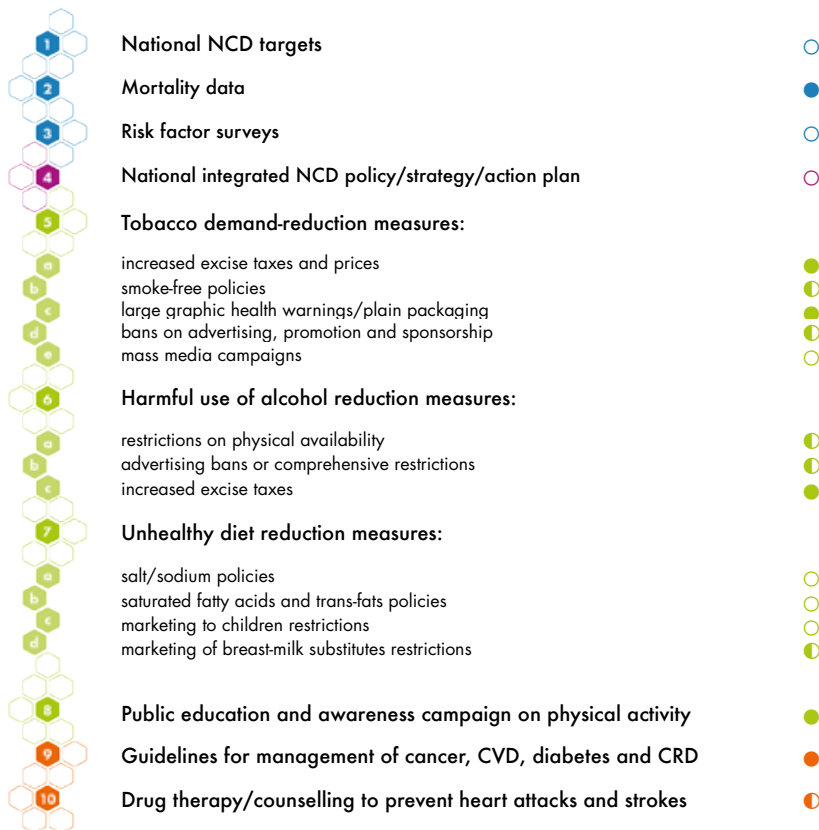 1 National NCD targets
2 Mortality data
3 Risk factor surveys
4 National integrated NCD policy/strategy/action plan
5 Tobacco demand-reduction measures:
a increased excise taxes and prices
b smoke-free policies
c large graphic health warnings/plain packaging
d bans on advertising, promotion and sponsorship
e mass media campaigns
6 Harmful use of alcohol reduction measures:
a restrictions on physical availability
b advertising bans or comprehensive restrictions
c increased excise taxes
7 Unhealthy diet reduction measures:
a salt/sodium policies
b saturated fatty acids and trans-fats policies
c marketing to children restrictions
d marketing of breast-milk substitutes restrictions
8 Public education and awareness campaign on physical activity
9 Guidelines for management of cancer, CVD, diabetes and CRD
10 Drug therapy/counselling to prevent heart attacks and strokes